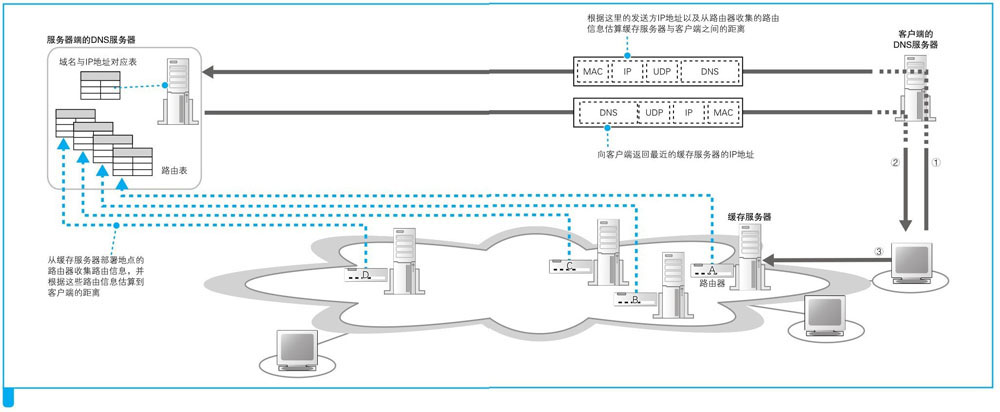 根据这里的发送方IP地址以及从路由器收集的路由
信息估算缓存服务器与客户端之间的距离
客户端的
DNS服务器
服务器端的DNS服务器
域名与IP地址对应表
MAC IP UDP DNS
DNS UDP IP MAC
向客户端返回最近的缓存服务器的IP地址
路由表
② ①
缓存服务器
③
从缓存服务器部署地点的
路由器收集路由信息，并
根据这些路由信息估算到
客户端的距离
D
C
B
A
路由器